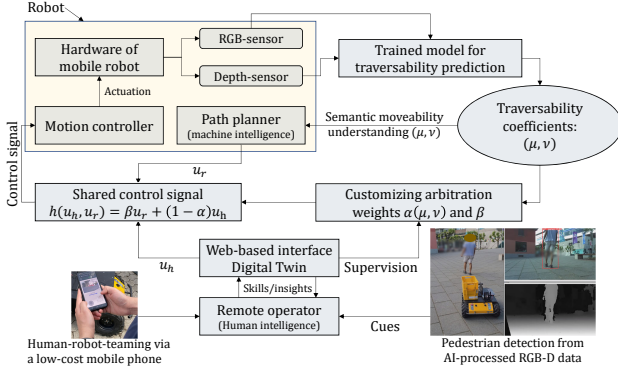 Robot
RGB-sensor
Hardware of
mobile robot
Depth-sensor
Trained model for
traversability prediction
Actuation
Motion controller
Path planner
(machine intelligence)
Semantic moveability
understanding (μ, ν)
Traversability
coefficients:
(μ, ν)
Control signal
u_r
Shared control signal
h(u_h, u_r) = βu_r + (1 − α)u_h
Customizing arbitration
weights α(μ, ν) and β
u_h
Web-based interface
Digital Twin
Supervision
Skills/insights
Remote operator
(Human intelligence)
Cues
Human-robot-teaming via
a low-cost mobile phone
Pedestrian detection from
AI-processed RGB-D data